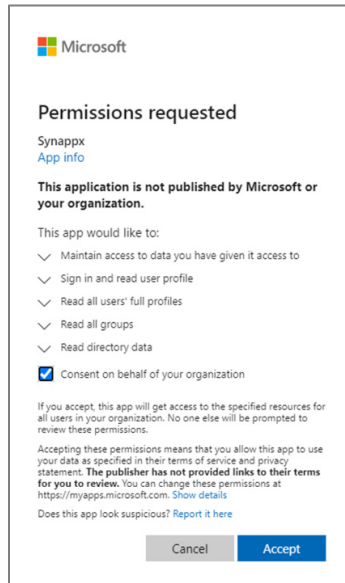 Microsoft
Permissions requested
Synappx
App info
This application is not published by Microsoft or
your organization.
This app would like to:
Maintain access to data you have given it access to
Sign in and read user profile
Read all users' full profiles
Read all groups
Read directory data
Consent on behalf of your organization
If you accept, this app will get access to the specified resources for
all users in your organization. No one else will be prompted to
review these permissions.
Accepting these permissions means that you allow this app to use
your data as specified in their terms of service and privacy
statement. The publisher has not provided links to their terms
for you to review. You can change these permissions at
https://myapps.microsoft.com. Show details
Does this app look suspicious? Report it here
Cancel Accept